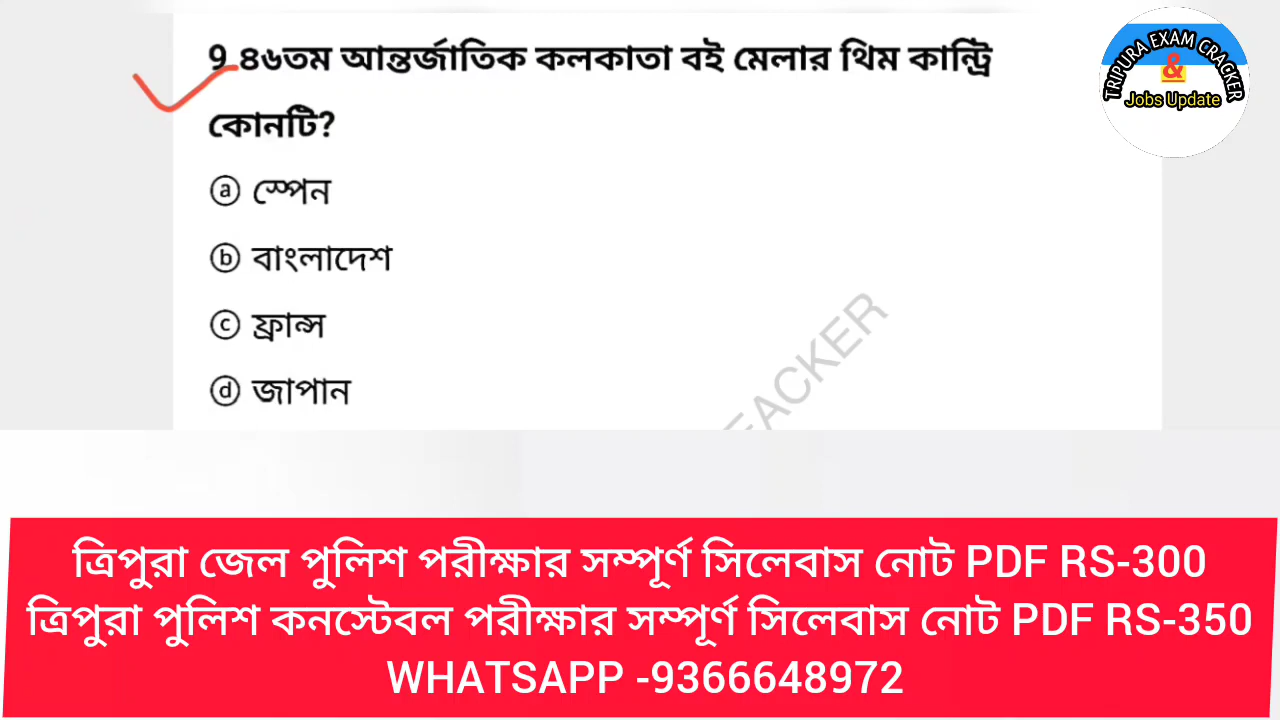 9.৪৬তম আন্তর্জাতিক কলকাতা বই মেলার থিম কান্ট্রি
কোনটি?
ⓐ স্পেন
ⓑ বাংলাদেশ
ⓒ ফ্রান্স
ⓓ জাপান
TRIPURA EXAM CRACKER
&
Jobs Update
EACKER
ত্রিপুরা জেল পুলিশ পরীক্ষার সম্পূর্ণ সিলেবাস নোট PDF RS-300
ত্রিপুরা পুলিশ কনস্টেবল পরীক্ষার সম্পূর্ণ সিলেবাস নোট PDF RS-350
WHATSAPP -9366648972